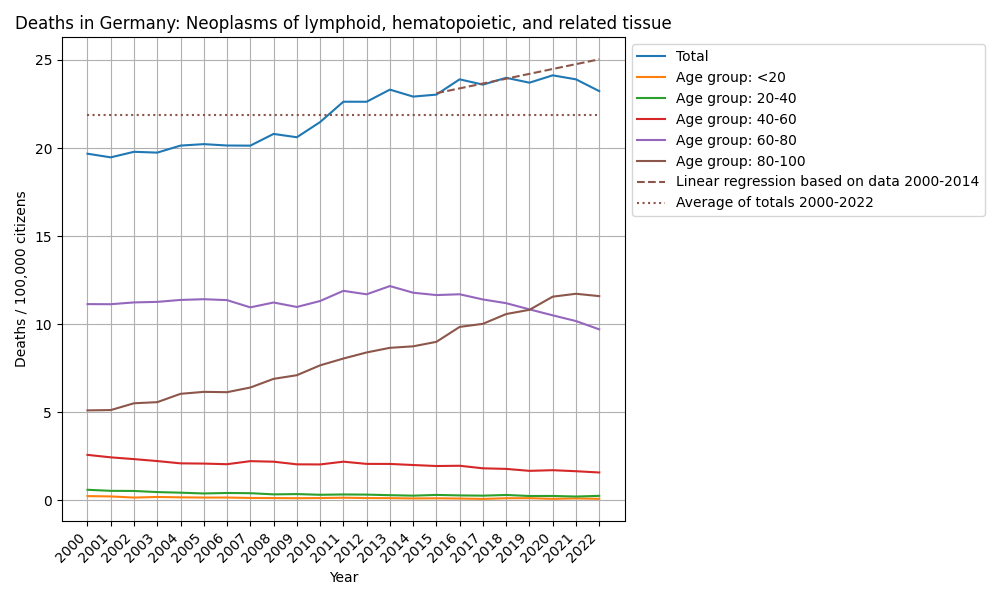 Deaths in Germany: Neoplasms of lymphoid, hematopoietic, and related tissue
Total
Age group: <20
Age group: 20-40
Age group: 40-60
Age group: 60-80
Age group: 80-100
Linear regression based on data 2000-2014
Average of totals 2000-2022
Deaths / 100,000 citizens
25
20
15
10
5
0
2000
2001
2002
2003
2004
2005
2006
2007
2008
2009
2010
2011
2012
2013
2014
2015
2016
2017
2018
2019
2020
2021
2022
Year